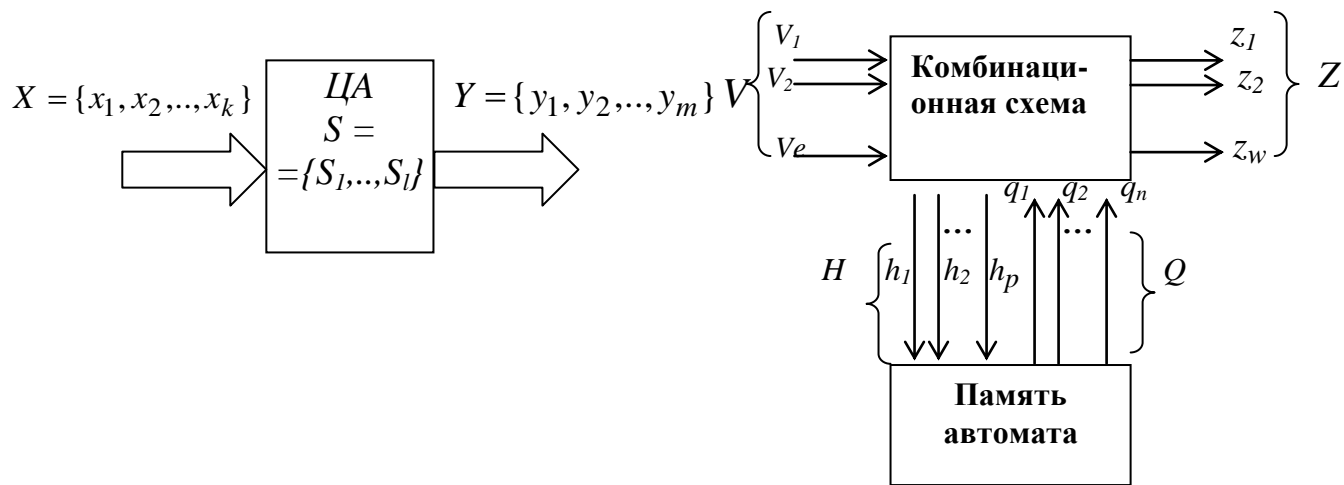 X = {x₁, x₂,.., xₖ}
ЦА
S =
={S₁,..,Sₗ}
Y = {y₁, y₂,.., yₘ}
V
V₁
V₂
Ve
Комбинаци-
онная схема
z₁
z₂
z_w
Z
q₁ q₂ qₙ
... ...
H h₁ h₂ hₚ Q
Память
автомата